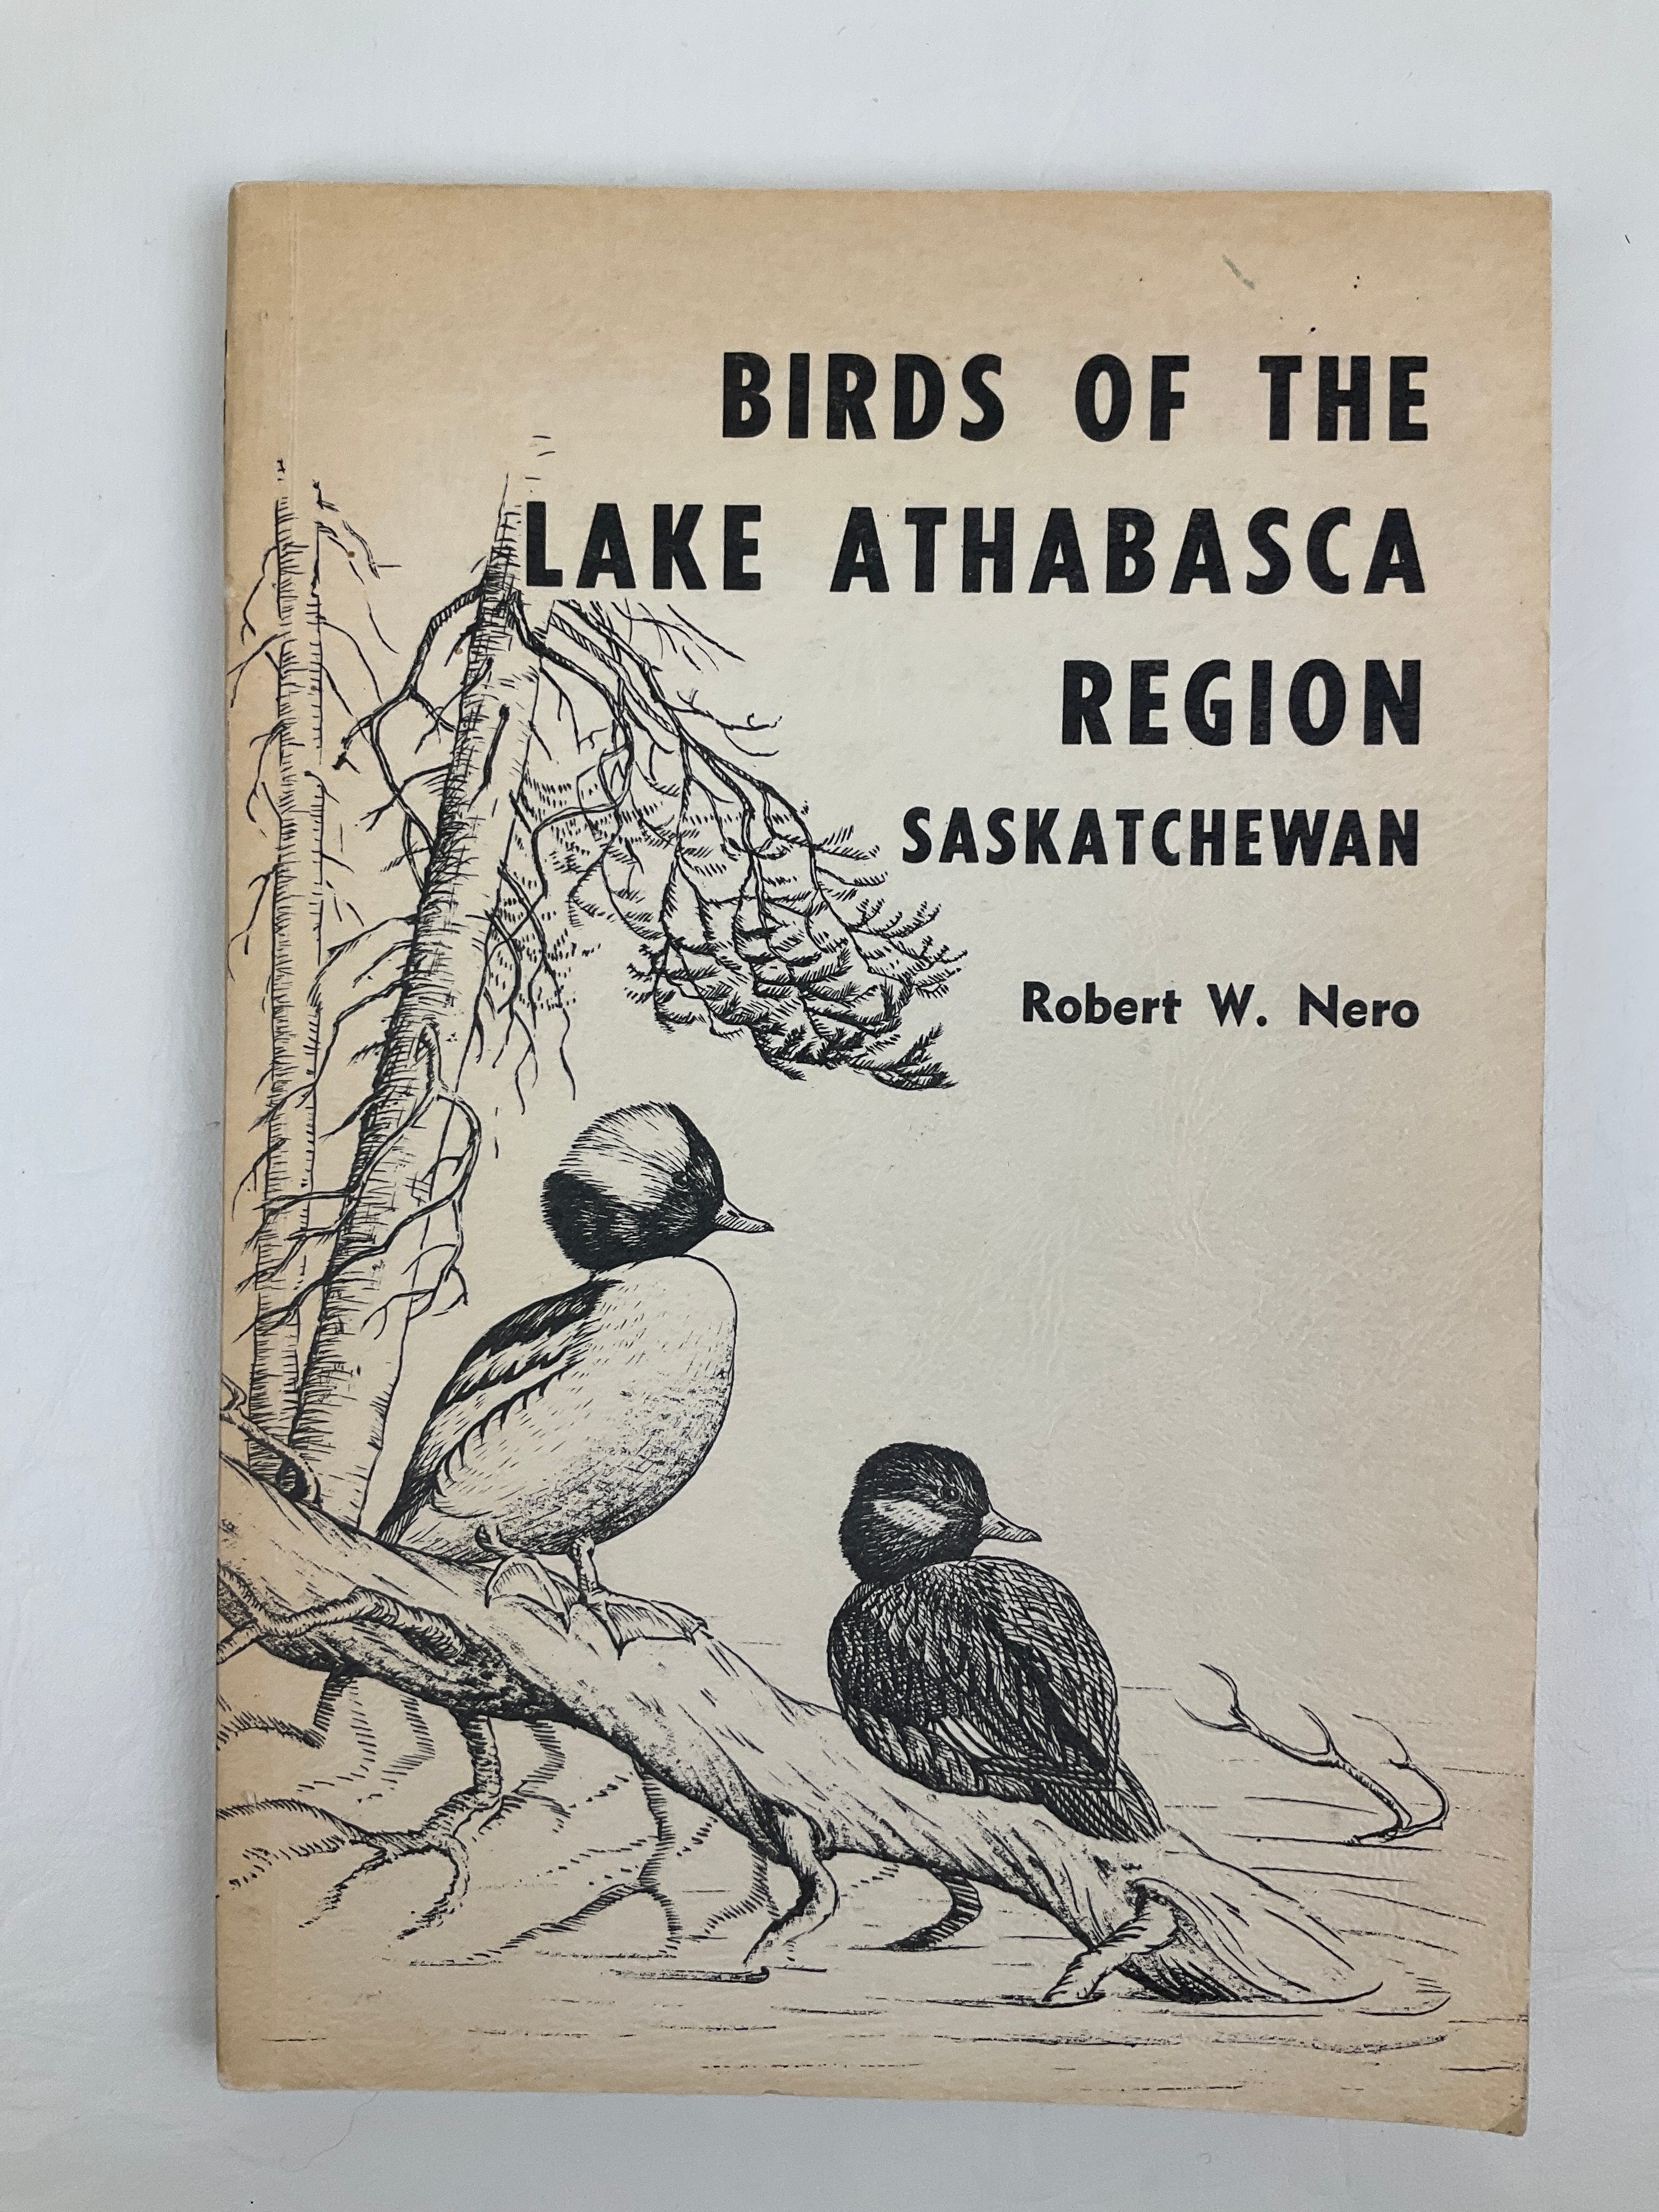 BIRDS OF THE
LAKE ATHABASCA
REGION
SASKATCHEWAN
Robert W. Nero